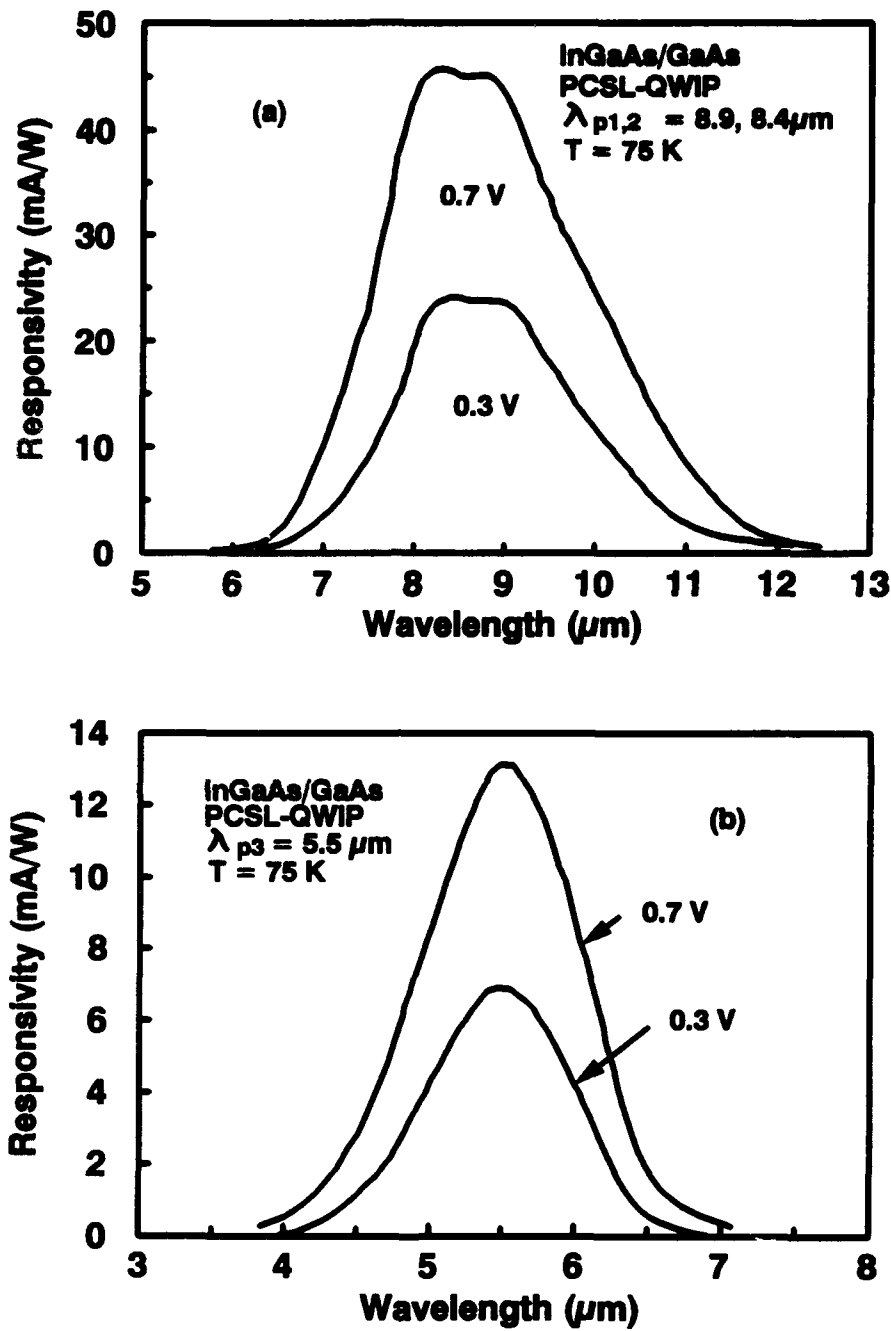 50
40
30
20
10
0
Responsivity (mA/W)
(a)
InGaAs/GaAs
PCSL-QWIP
λp1,2 = 8.9, 8.4μm
T = 75 K
0.7 V
0.3 V
5 6 7 8 9 10 11 12 13
Wavelength (μm)
14
12
10
8
6
4
2
0
Responsivity (mA/W)
InGaAs/GaAs
PCSL-QWIP
λp3 = 5.5 μm
T = 75 K
(b)
0.7 V
0.3 V
3 4 5 6 7 8
Wavelength (μm)